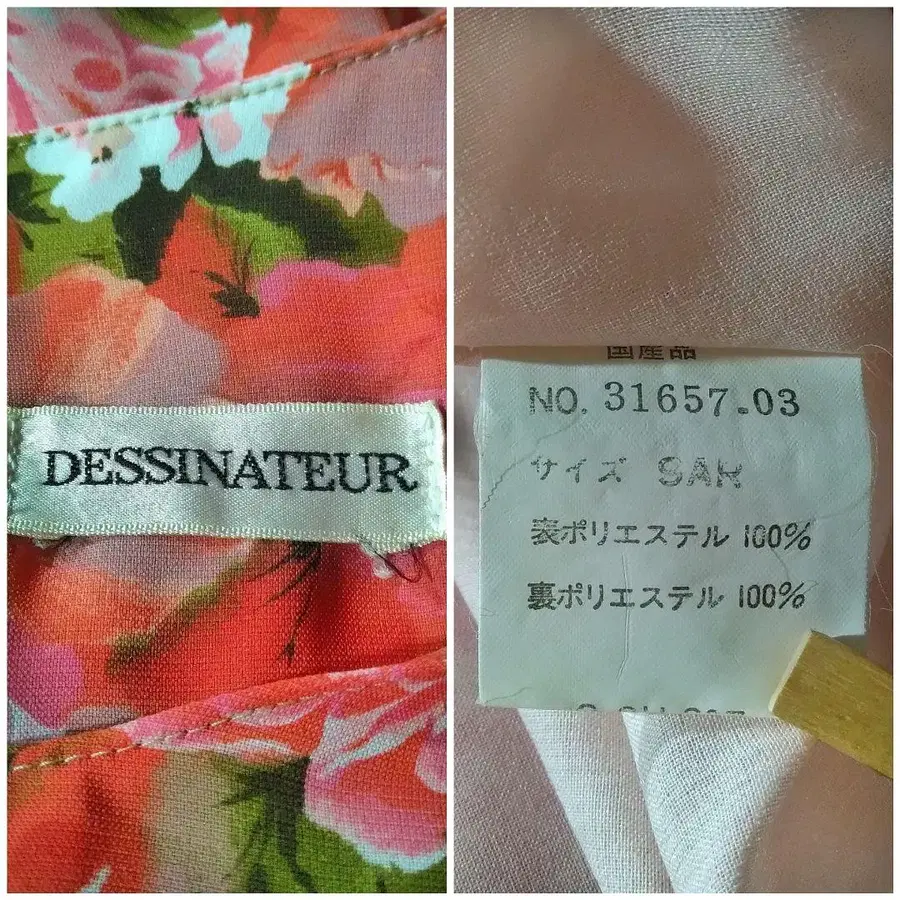 DESSINATEUR
国産品
NO. 31657-03
サイズ 9AR
表ポリエステル 100%
裏ポリエステル 100%